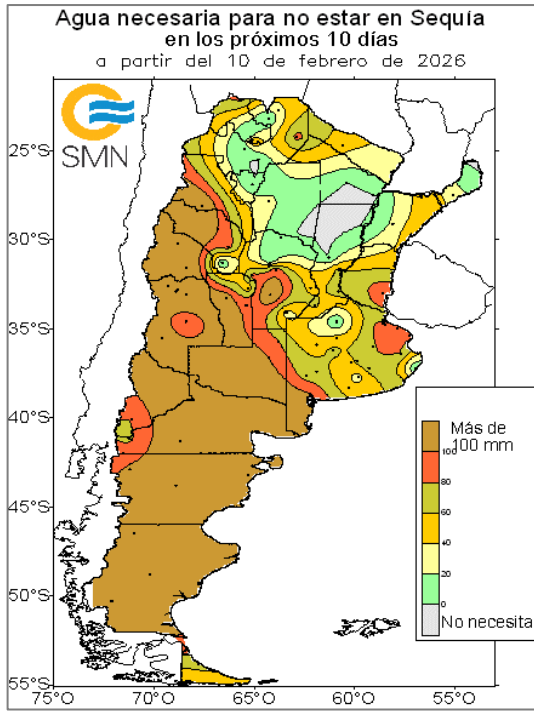 Agua necesaria para no estar en Sequía
en los próximos 10 días
a partir del 10 de febrero de 2026
SMN
25°S
30°S
35°S
40°S
45°S
50°S
55°S
75°O
70°O
65°O
60°O
55°O
Más de
100 mm
100
80
60
40
20
0
No necesita